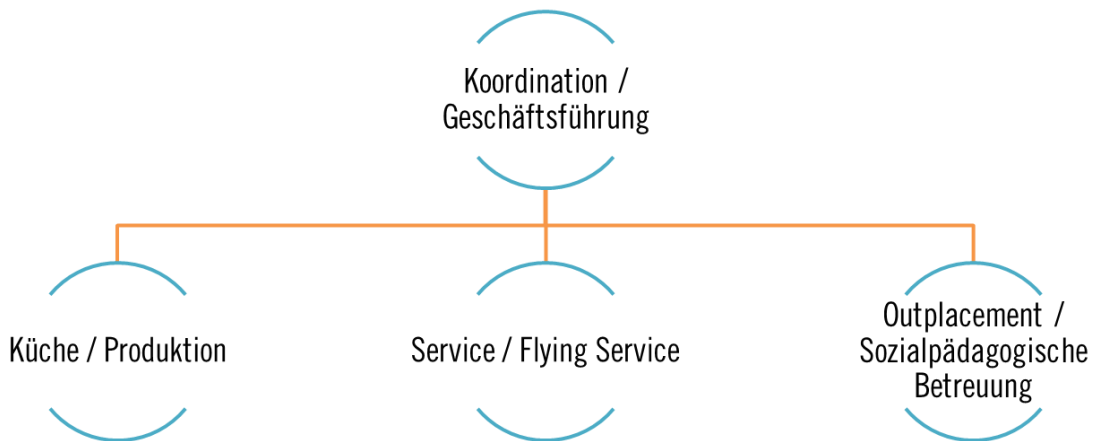 Koordination /
Geschäftsführung
Küche / Produktion
Service / Flying Service
Outplacement /
Sozialpädagogische
Betreuung